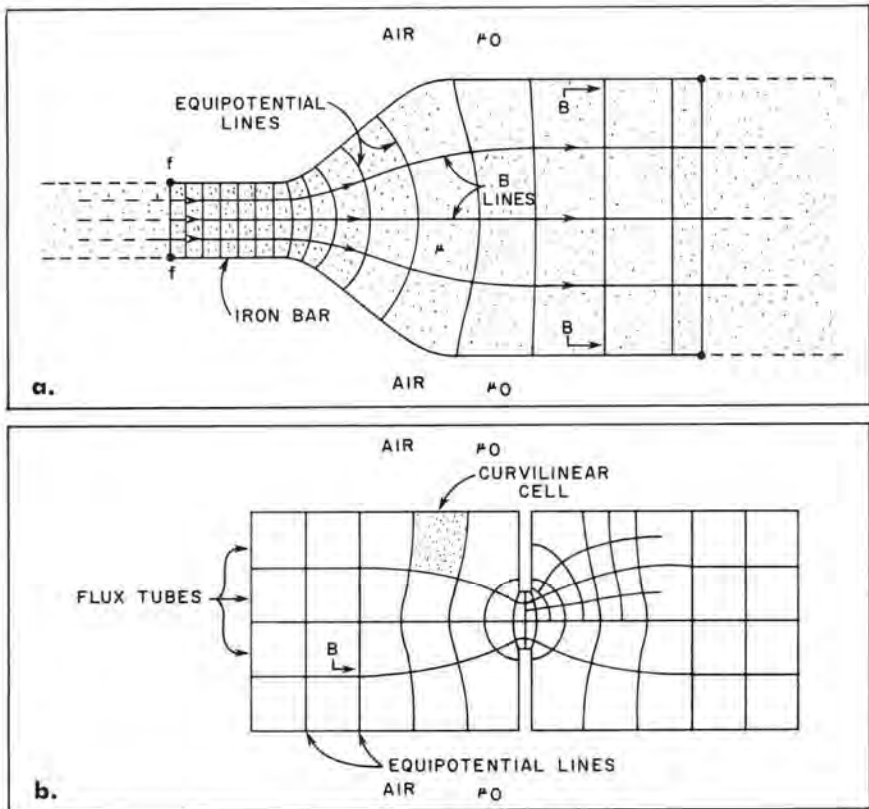 AIR μO
EQUIPOTENTIAL
LINES
B
f
B
LINES
μ
f
IRON BAR
B
a.
AIR μO
AIR μO
CURVILINEAR
CELL
FLUX TUBES
B
EQUIPOTENTIAL LINES
b.
AIR μO